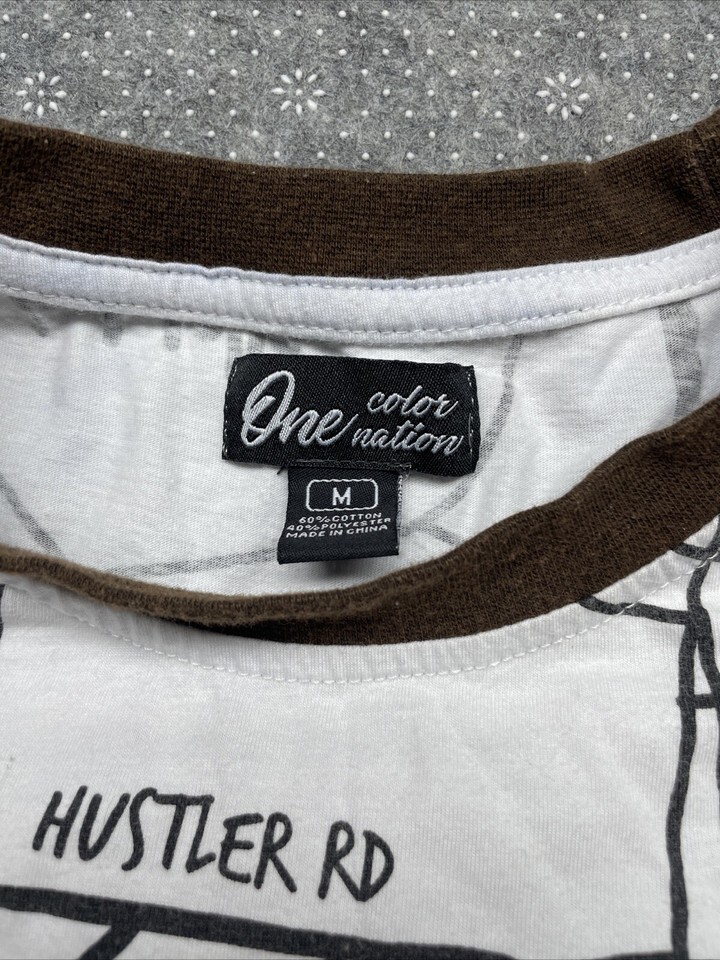 One color
nation
M
60%COTTON
40%POLYESTER
MADE IN CHINA
HUSTLER RD